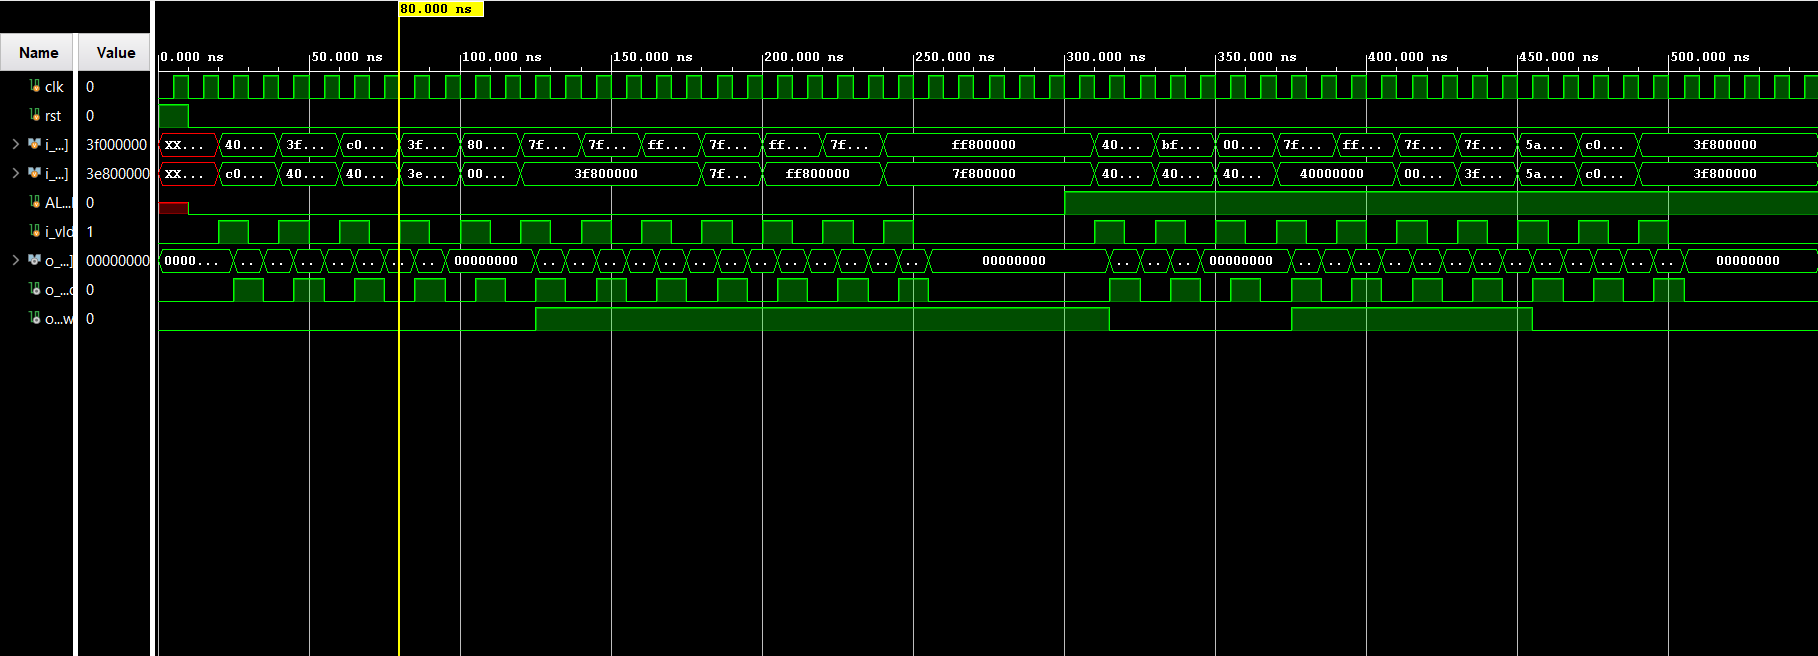 80.000 ns
Name Value
0.000 ns 50.000 ns 100.000 ns 150.000 ns 200.000 ns 250.000 ns 300.000 ns 350.000 ns 400.000 ns 450.000 ns 500.000 ns
clk 0
rst 0
i_...] 3f000000 XX... 40... 3f... c0... 3f... 80... 7f... 7f... ff... 7f... ff... 7f... ff800000 40... bf... 00... 7f... ff... 7f... 7f... 5a... c0... 3f800000
i_...] 3e800000 XX... c0... 40... 40... 3e... 00... 3f800000 7f... ff800000 7f800000 40... 40... 40... 40000000 00... 3f... 5a... c0... 3f800000
AL... 0
i_vld 1
o_...] 00000000 0000... .. .. .. .. .. .. .. 00000000 .. .. .. .. .. .. .. .. .. .. .. .. .. 00000000 .. .. .. 00000000 .. .. .. .. .. .. .. .. .. .. .. .. .. 00000000
o_... 0
o...w 0